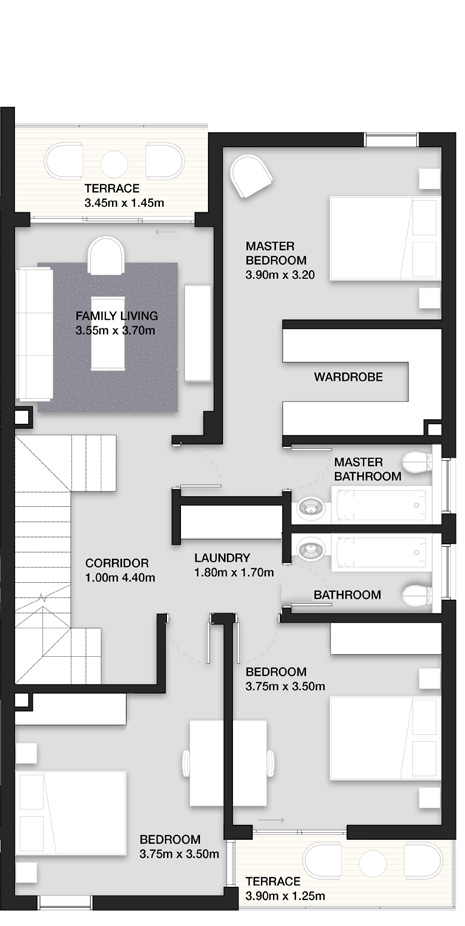 TERRACE
3.45m x 1.45m
MASTER
BEDROOM
3.90m x 3.20
FAMILY LIVING
3.55m x 3.70m
WARDROBE
MASTER
BATHROOM
CORRIDOR
1.00m 4.40m
LAUNDRY
1.80m x 1.70m
BATHROOM
BEDROOM
3.75m x 3.50m
BEDROOM
3.75m x 3.50m
TERRACE
3.90m x 1.25m